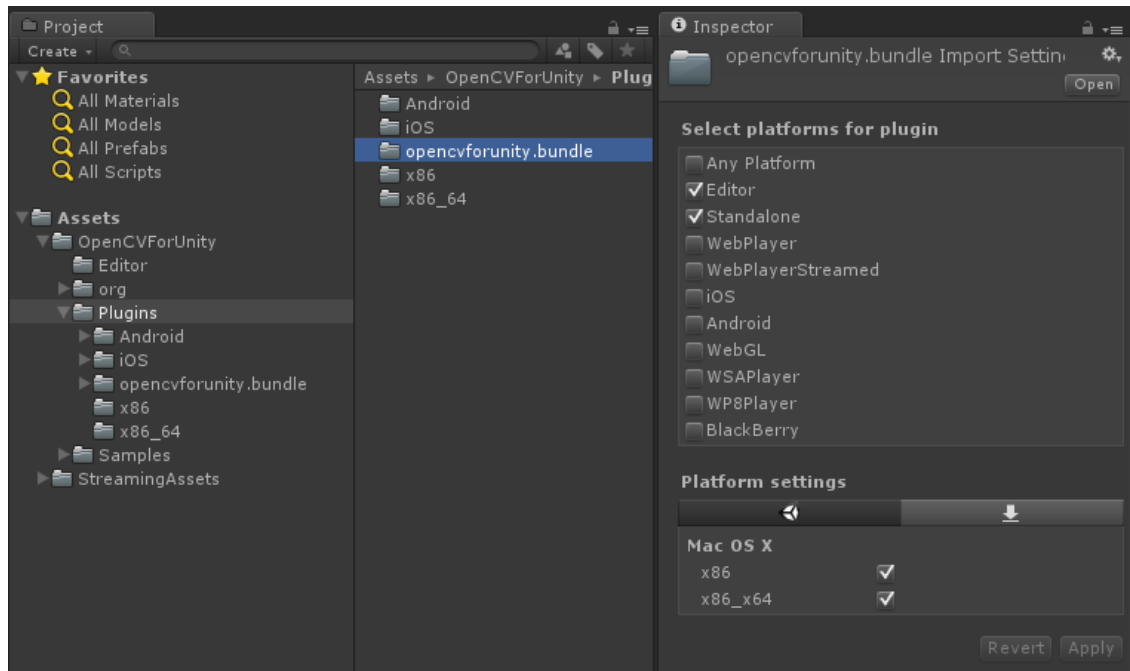 Project
Create
Favorites
All Materials
All Models
All Prefabs
All Scripts
Assets
OpenCVForUnity
Editor
org
Plugins
Android
iOS
opencvforunity.bundle
x86
x86_64
Samples
StreamingAssets
Assets ▸ OpenCVForUnity ▸ Plug
Android
iOS
opencvforunity.bundle
x86
x86_64
Inspector
opencvforunity.bundle Import Settin
Open
Select platforms for plugin
Any Platform
Editor
Standalone
WebPlayer
WebPlayerStreamed
iOS
Android
WebGL
WSAPlayer
WP8Player
BlackBerry
Platform settings
Mac OS X
x86
x86_x64
Revert Apply